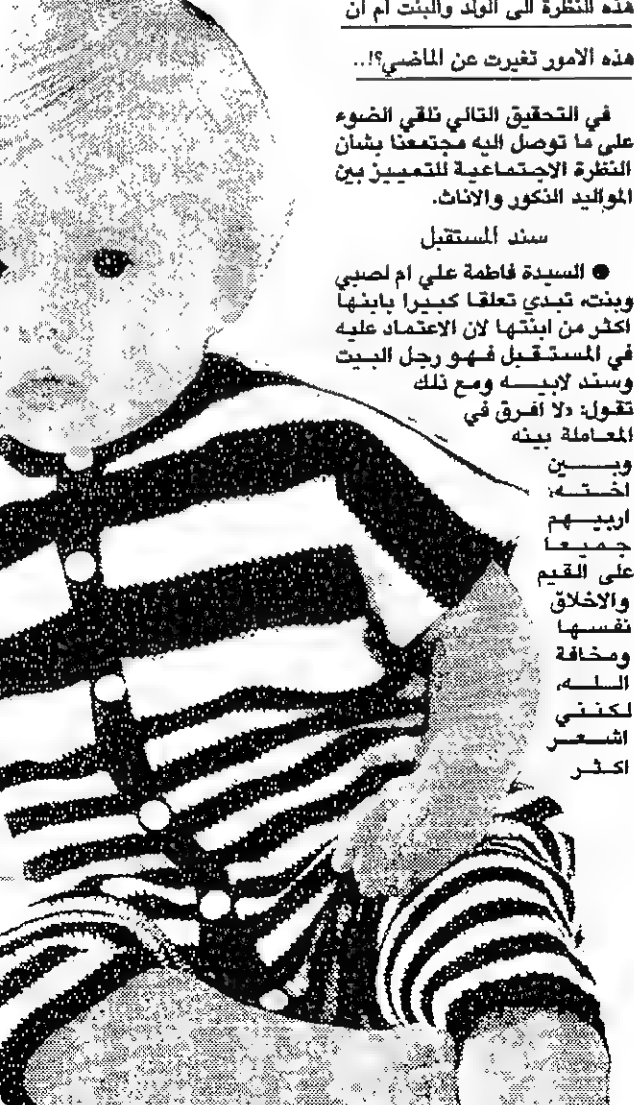 هذه النظرة الى الولد والبنت ام ان
هذه الامور تغيرت عن الماضي؟!..
في التحقيق التالي نلقي الضوء
على ما توصل اليه مجتمعنا بشأن
النظرة الاجتماعية للتمييز بين
المواليد الذكور والاناث.
سند المستقبل
● السيدة فاطمة علي ام لصبي
وبنت، تبدي تعلقا كبيرا بابنها
اكثر من ابنتها لان الاعتماد عليه
في المستقبل فهو رجل البيت
وسند لابيه ومع ذلك
تقول: «لا افرق في
المعاملة بينه
وبين
اخته،
اربيهم
جميعا
على القيم
والاخلاق
نفسها
ومخافة
الله،
لكنني
اشعر
اكثر